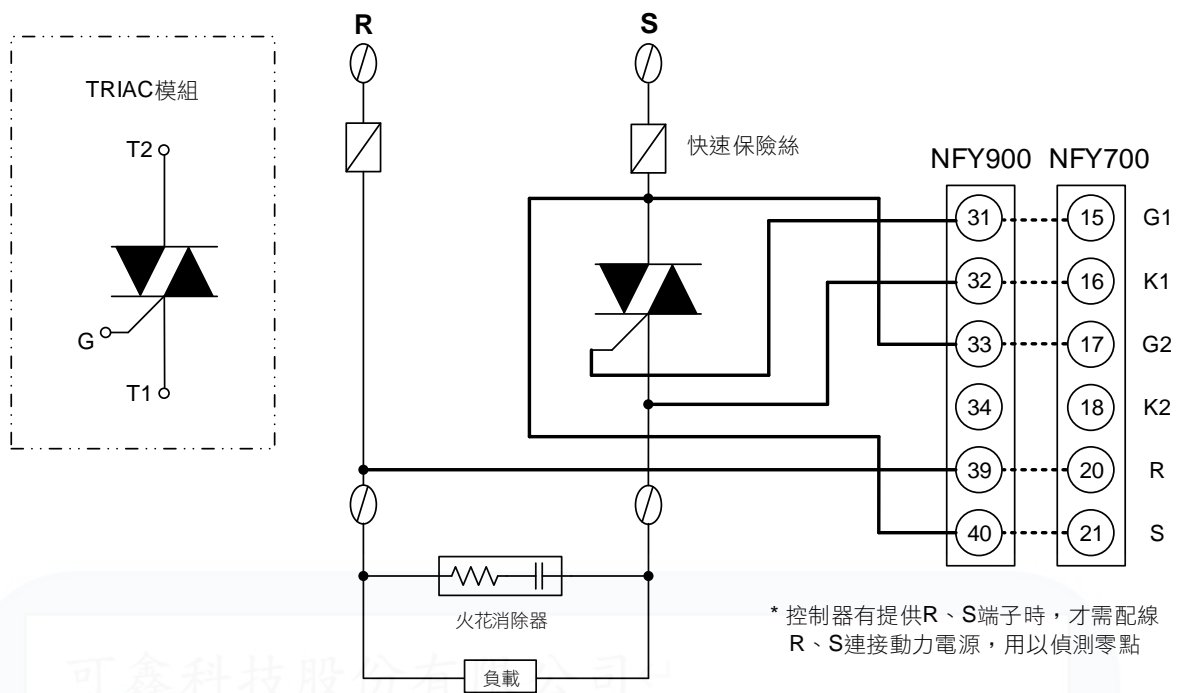 R
S
TRIAC模組
T2
G
T1
快速保險絲
NFY900 NFY700
31 15 G1
32 16 K1
33 17 G2
34 18 K2
39 20 R
40 21 S
火花消除器
負載
* 控制器有提供R、S端子時，才需配線
R、S連接動力電源，用以偵測零點
可鑫科技股份有限公司